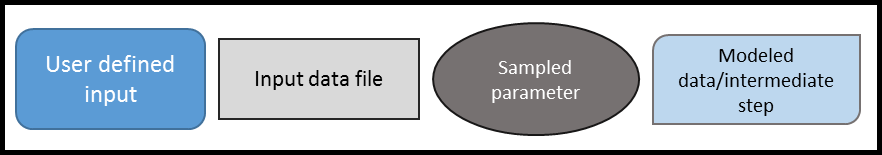 User defined
input
Input data file
Sampled
parameter
Modeled
data/intermediate
step